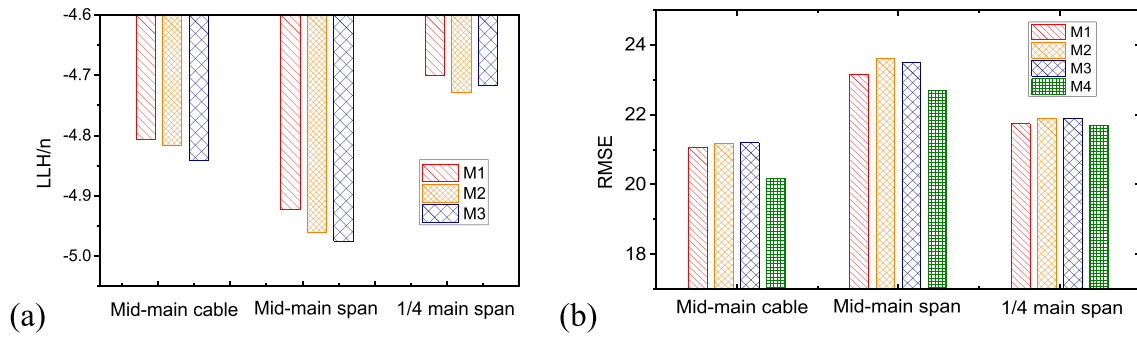 -4.6
-4.7
-4.8
-4.9
-5.0
LLH/n
M1
M2
M3
Mid-main cable
Mid-main span
1/4 main span
(a)
24
22
20
18
RMSE
M1
M2
M3
M4
Mid-main cable
Mid-main span
1/4 main span
(b)